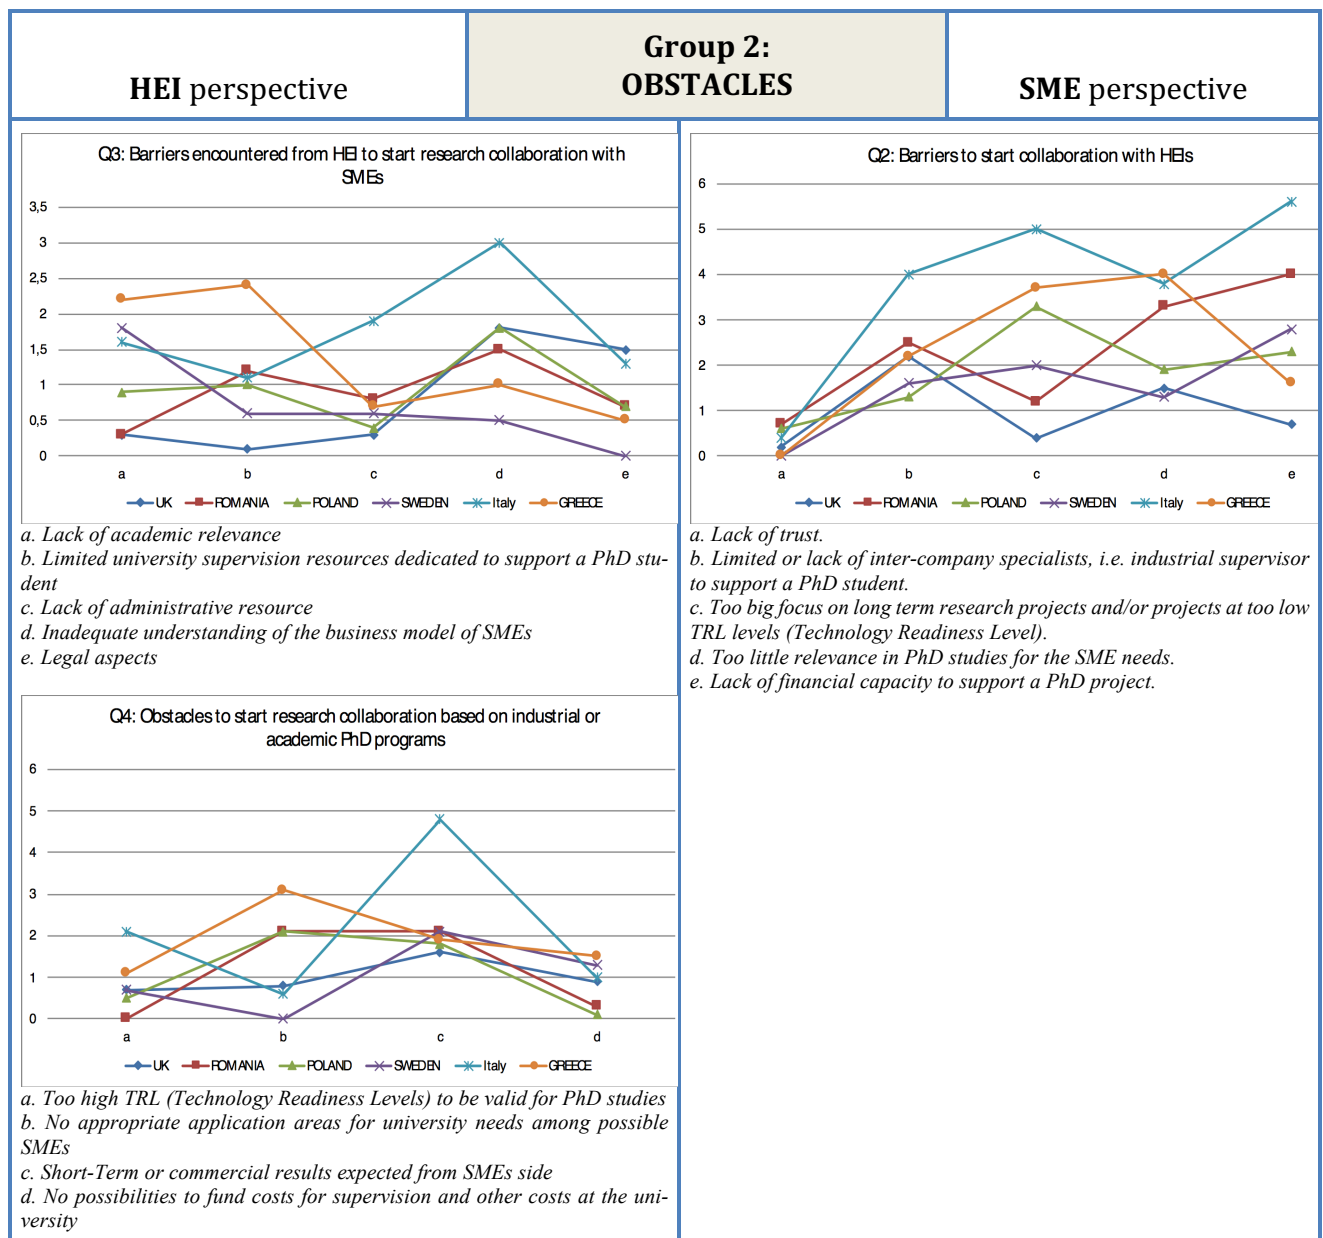 HEI perspective
Group 2:
OBSTACLES
SME perspective
Q3: Barriers encountered from HEI to start research collaboration with
SMEs
3,5
3
2,5
2
1,5
1
0,5
0
a b c d e
UK ROMANIA POLAND SWEDEN Italy GREECE
a. Lack of academic relevance
b. Limited university supervision resources dedicated to support a PhD stu-
dent
c. Lack of administrative resource
d. Inadequate understanding of the business model of SMEs
e. Legal aspects
Q4: Obstacles to start research collaboration based on industrial or
academic PhD programs
6
5
4
3
2
1
0
a b c d
UK ROMANIA POLAND SWEDEN Italy GREECE
a. Too high TRL (Technology Readiness Levels) to be valid for PhD studies
b. No appropriate application areas for university needs among possible
SMEs
c. Short-Term or commercial results expected from SMEs side
d. No possibilities to fund costs for supervision and other costs at the uni-
versity
Q2: Barriers to start collaboration with HEIs
6
5
4
3
2
1
0
a b c d e
UK ROMANIA POLAND SWEDEN Italy GREECE
a. Lack of trust.
b. Limited or lack of inter-company specialists, i.e. industrial supervisor
to support a PhD student.
c. Too big focus on long term research projects and/or projects at too low
TRL levels (Technology Readiness Level).
d. Too little relevance in PhD studies for the SME needs.
e. Lack of financial capacity to support a PhD project.